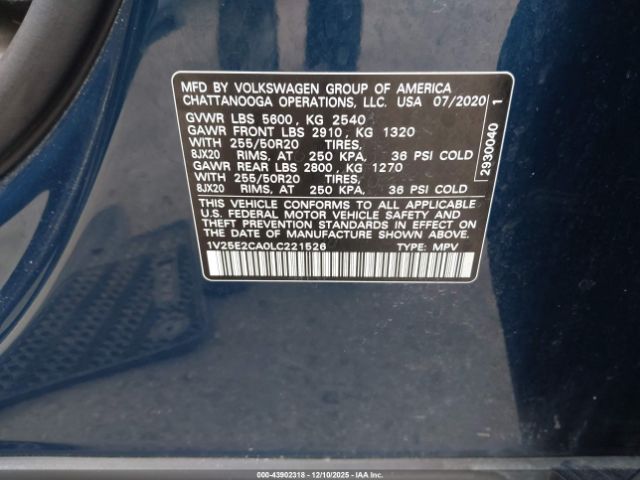 MFD BY VOLKSWAGEN GROUP OF AMERICA
CHATTANOOGA OPERATIONS, LLC. USA 07/2020
GVWR LBS 5600 , KG 2540
GAWR FRONT LBS 2910 , KG 1320
WITH 255/50R20 TIRES,
8JX20 RIMS, AT 250 KPA, 36 PSI COLD
GAWR REAR LBS 2800 , KG 1270
WITH 255/50R20 TIRES,
8JX20 RIMS, AT 250 KPA, 36 PSI COLD
THIS VEHICLE CONFORMS TO ALL APPLICABLE
U.S. FEDERAL MOTOR VEHICLE SAFETY AND
THEFT PREVENTION STANDARDS IN EFFECT ON
THE DATE OF MANUFACTURE SHOWN ABOVE.
1V25E2CA0LC221526 TYPE: MPV
2930040 1
000-43902318 - 12/10/2025 - COPYRIGHT IAA, LLC.